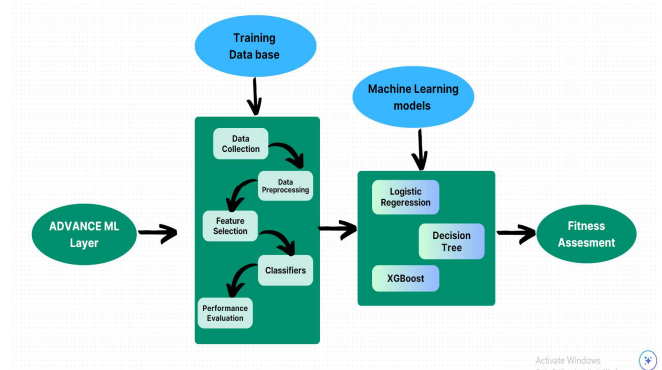 Training
Data base
Machine Learning
models
Data
Collection
Data
Preprocessing
Feature
Selection
Classifiers
Performance
Evaluation
ADVANCE ML
Layer
Logistic
Regerssion
Decision
Tree
XGBoost
Fitness
Assesment
Activate Windows